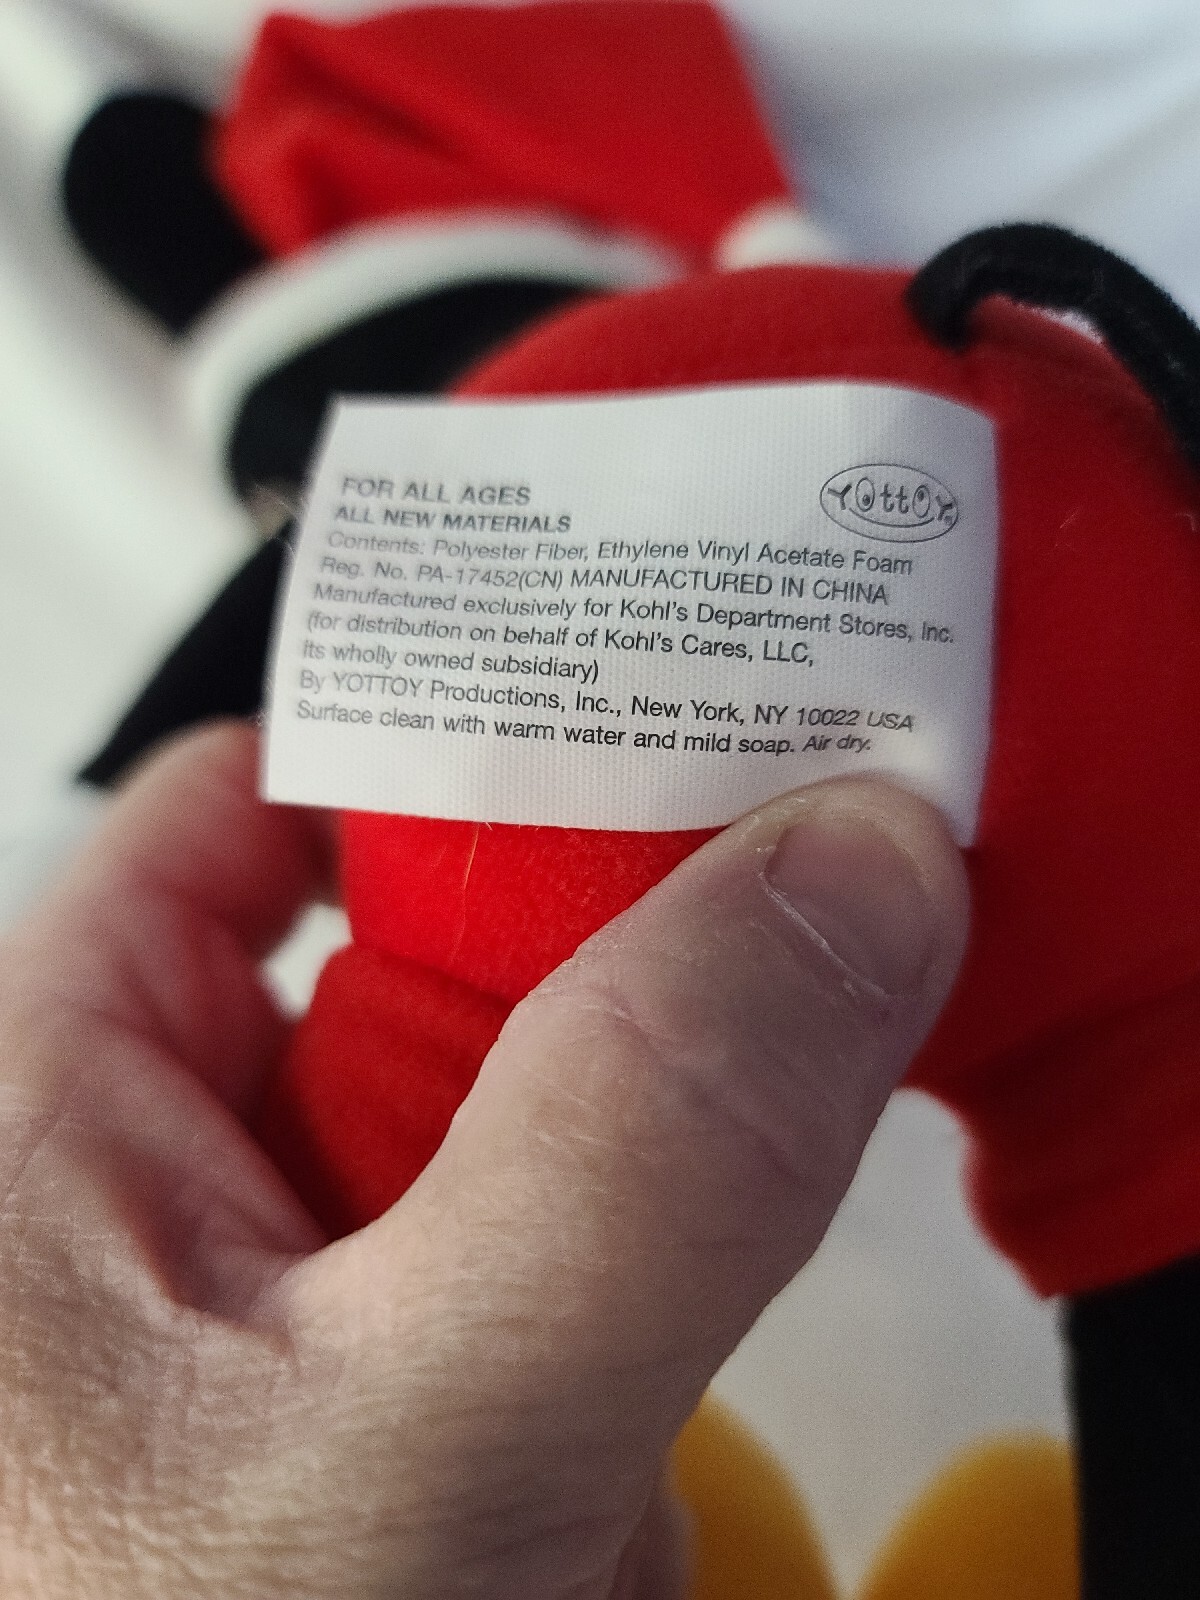 YOttOY
FOR ALL AGES
ALL NEW MATERIALS
Contents: Polyester Fiber, Ethylene Vinyl Acetate Foam
Reg. No. PA-17452(CN) MANUFACTURED IN CHINA
Manufactured exclusively for Kohl's Department Stores, Inc.
(for distribution on behalf of Kohl's Cares, LLC,
its wholly owned subsidiary)
By YOTTOY Productions, Inc., New York, NY 10022 USA
Surface clean with warm water and mild soap. Air dry.